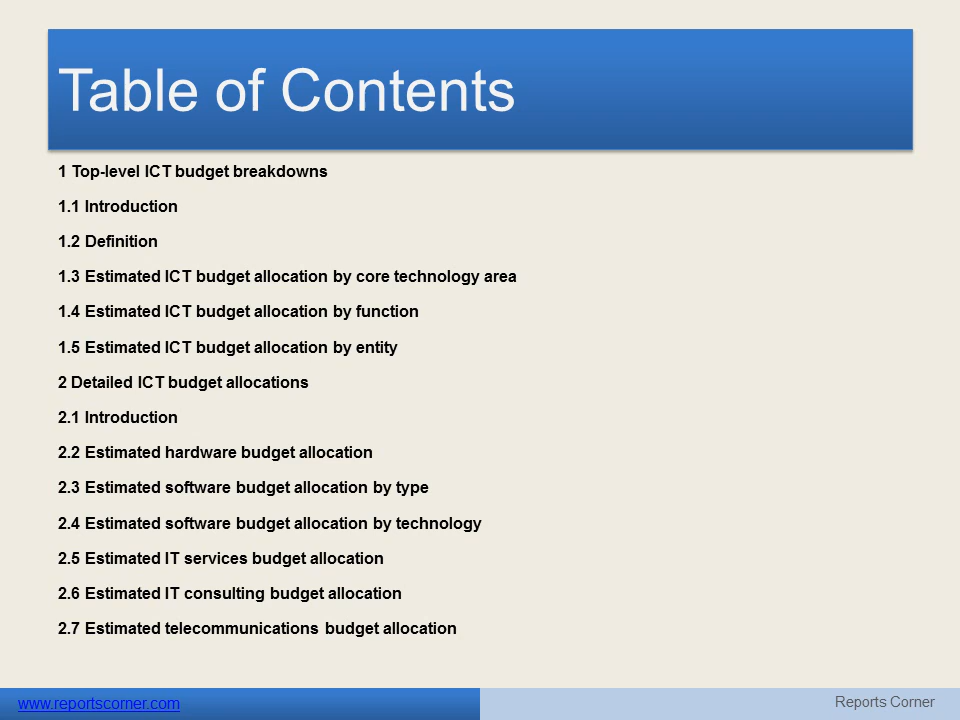 Table of Contents
1 Top-level ICT budget breakdowns
1.1 Introduction
1.2 Definition
1.3 Estimated ICT budget allocation by core technology area
1.4 Estimated ICT budget allocation by function
1.5 Estimated ICT budget allocation by entity
2 Detailed ICT budget allocations
2.1 Introduction
2.2 Estimated hardware budget allocation
2.3 Estimated software budget allocation by type
2.4 Estimated software budget allocation by technology
2.5 Estimated IT services budget allocation
2.6 Estimated IT consulting budget allocation
2.7 Estimated telecommunications budget allocation
www.reportscorner.com
Reports Corner